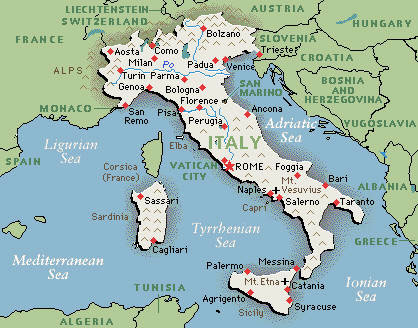 LIECHTENSTEIN
SWITZERLAND
AUSTRIA
HUNGARY
FRANCE
Bolzano
SLOVENIA
Aosta
Como
Trieste
CROATIA
Milan
Po
Padua
Venice
ALPS
Turin
Parma
SAN
MARINO
BOSNIA
AND
HERZEGOVINA
Genoa
Bologna
MONACO
Florence
San
Remo
Pisa
Ancona
YUGOSLAVIA
Perugia
Adriatic
Sea
Ligurian
Sea
Elba
ITALY
SPAIN
Corsica
(France)
VATICAN
CITY
ROME
Foggia
Mt.
Vesuvius
Bari
ALBANIA
Naples
Sassari
Capri
Salerno
Taranto
Sardinia
Tyrrhenian
Sea
GREECE
Cagliari
Mediterranean
Sea
Palermo
Messina
Ionian
Sea
Mt. Etna
Catania
Agrigento
Syracuse
Sicily
TUNISIA
ALGERIA